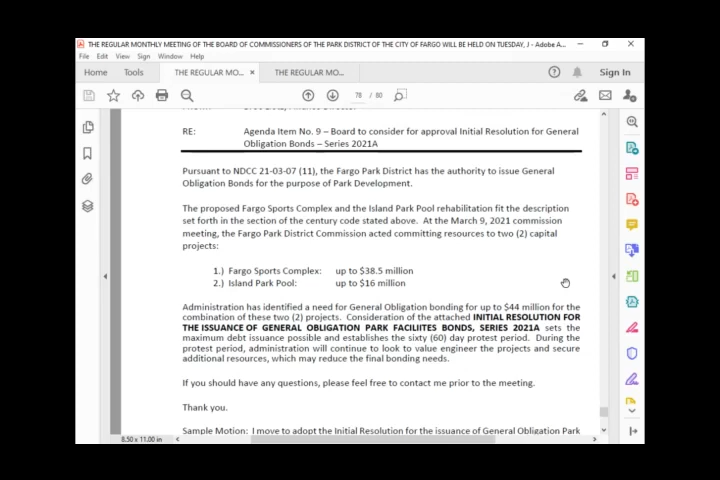 THE REGULAR MONTHLY MEETING OF THE BOARD OF COMMISSIONERS OF THE PARK DISTRICT OF THE CITY OF FARGO WILL BE HELD ON TUESDAY, J - Adobe A...
File Edit View Sign Window Help
Home Tools THE REGULAR MO... × THE REGULAR MO... Sign In
78 / 80
RE: Agenda Item No. 9 – Board to consider for approval Initial Resolution for General
Obligation Bonds – Series 2021A
Pursuant to NDCC 21-03-07 (11), the Fargo Park District has the authority to issue General
Obligation Bonds for the purpose of Park Development.
The proposed Fargo Sports Complex and the Island Park Pool rehabilitation fit the description
set forth in the section of the century code stated above. At the March 9, 2021 commission
meeting, the Fargo Park District Commission acted committing resources to two (2) capital
projects:
1.) Fargo Sports Complex: up to $38.5 million
2.) Island Park Pool: up to $16 million
Administration has identified a need for General Obligation bonding for up to $44 million for the
combination of these two (2) projects. Consideration of the attached INITIAL RESOLUTION FOR
THE ISSUANCE OF GENERAL OBLIGATION PARK FACILITES BONDS, SERIES 2021A sets the
maximum debt issuance possible and establishes the sixty (60) day protest period. During the
protest period, administration will continue to look to value engineer the projects and secure
additional resources, which may reduce the final bonding needs.
If you should have any questions, please feel free to contact me prior to the meeting.
Thank you.
Sample Motion: I move to adopt the Initial Resolution for the issuance of General Obligation Park
8.50 x 11.00 in